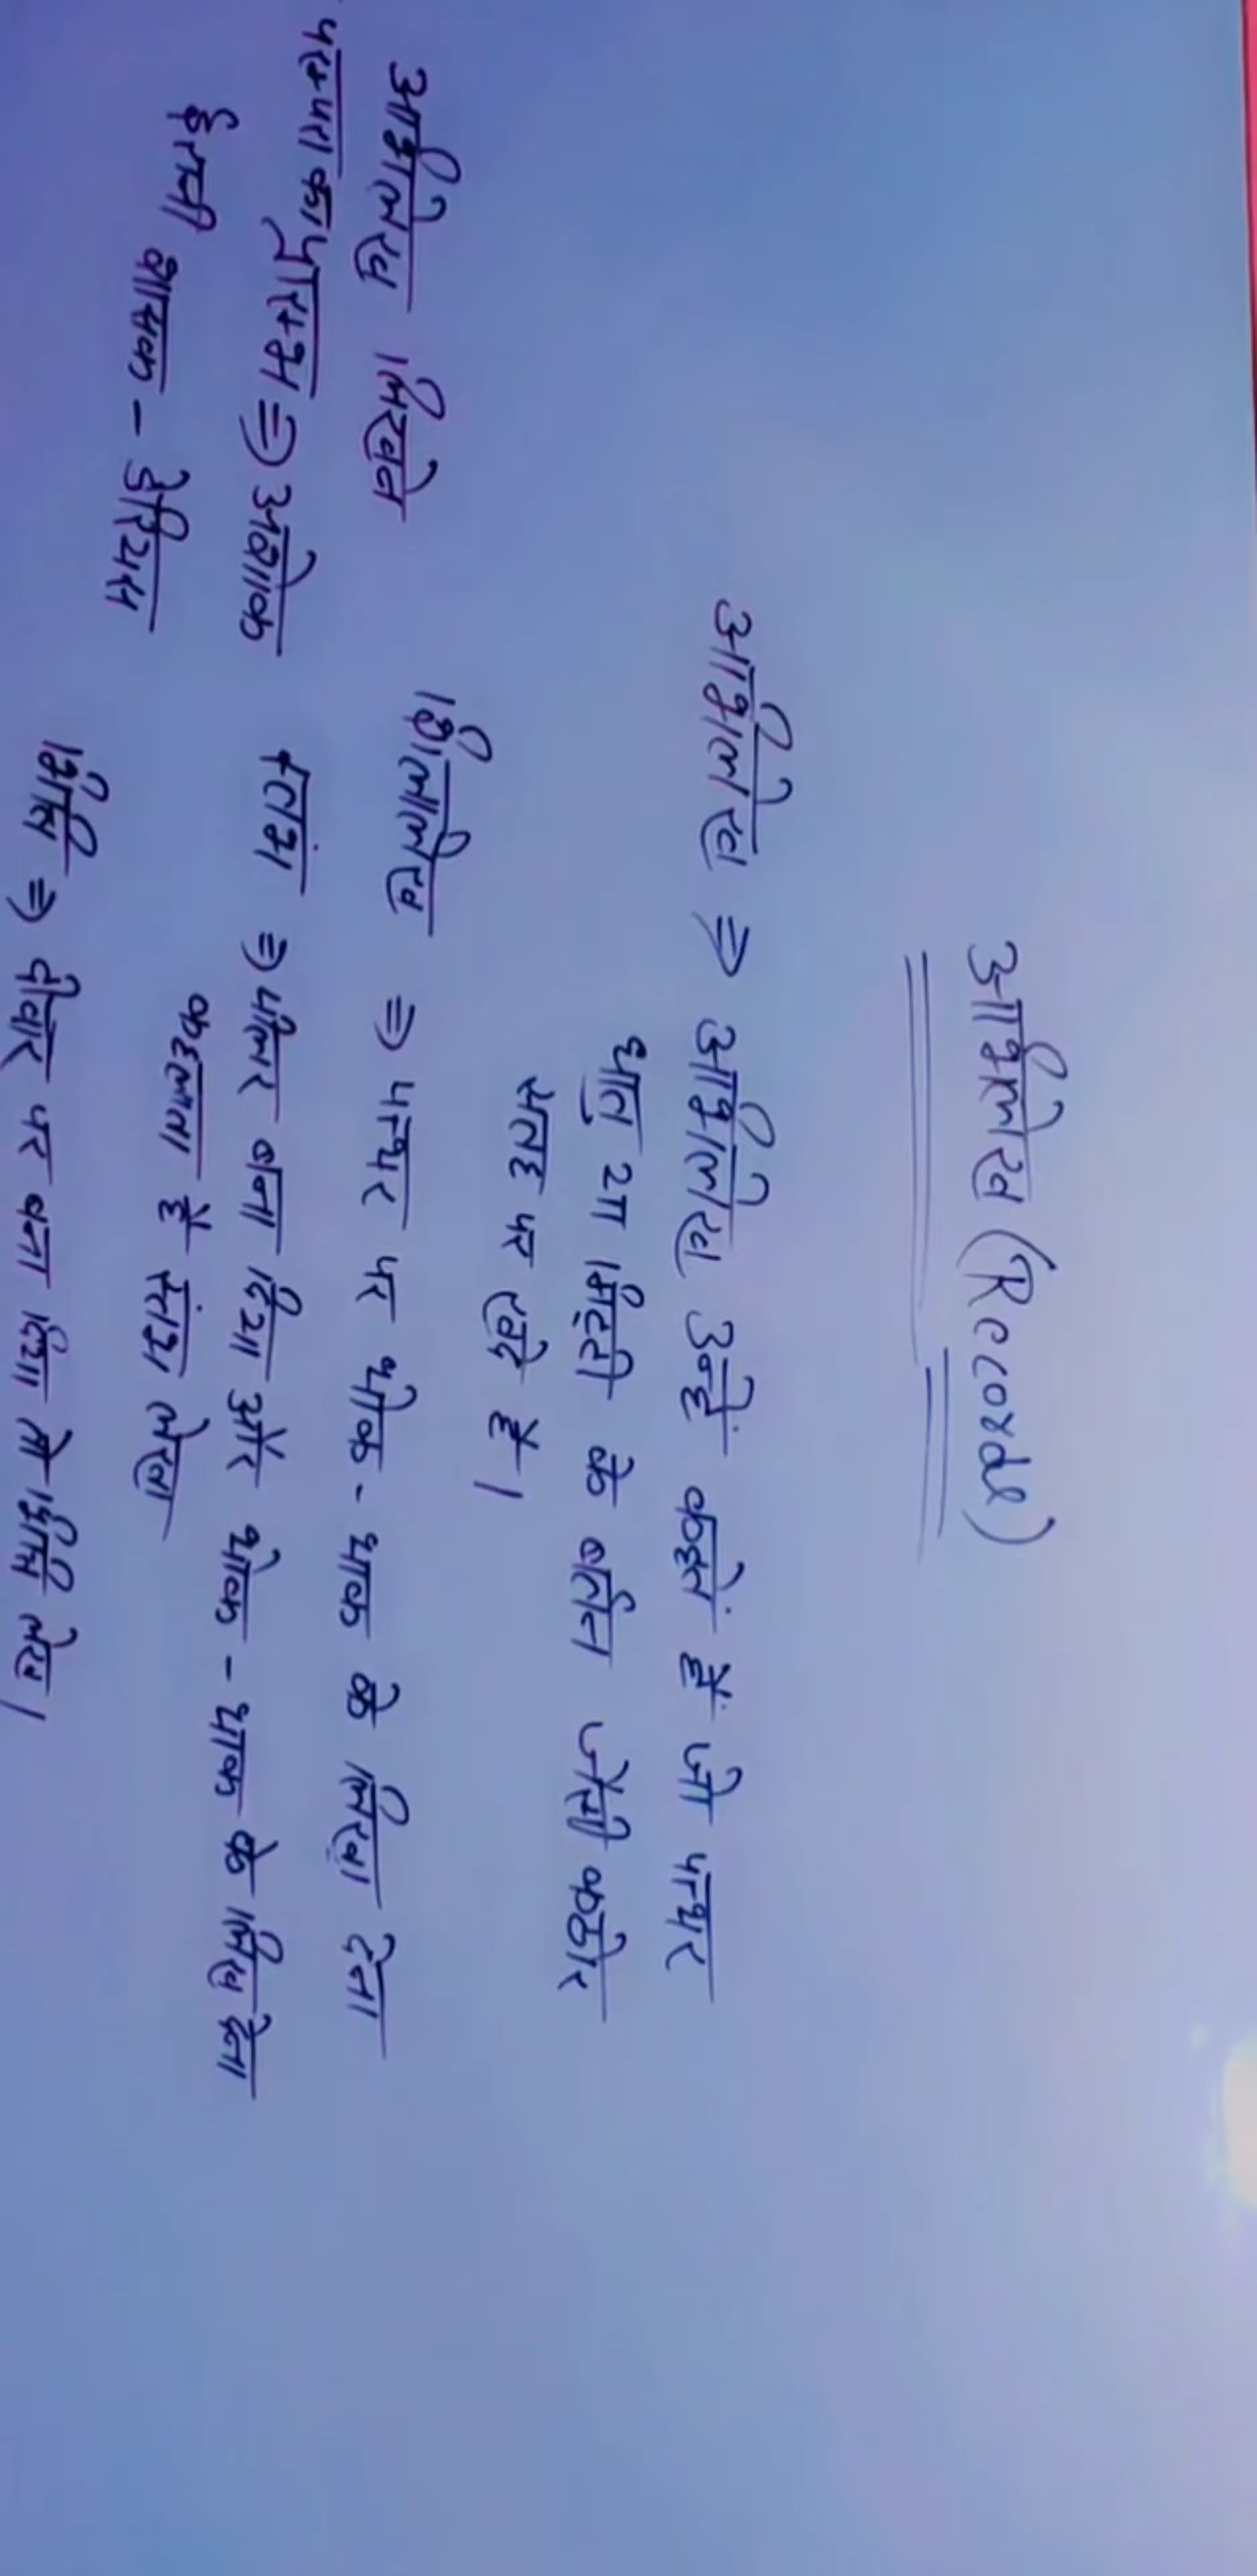 अभिलेख (Recordl)
अभिलेख ⇒ अभिलेख उन्हें कहतें हैं जो पत्थर
धातु या मिट्टी के बर्तन जैसी कठोर
सतह पर खुदे हैं।
शिलालेख ⇒ पत्थर पर थोक-थाक के लिखा देना
स्तंभ ⇒ पीलर बना दिया और थोक-थाक के लिख देना
कहलाता हैं स्तंभ लेख
भित्ति ⇒ दीवार पर बना दिया तो भित्ति लेख।
अभिलेख लिखने
परम्परा का प्रारम्भ ⇒ अशोक
ईरानी शासक - डेरियस